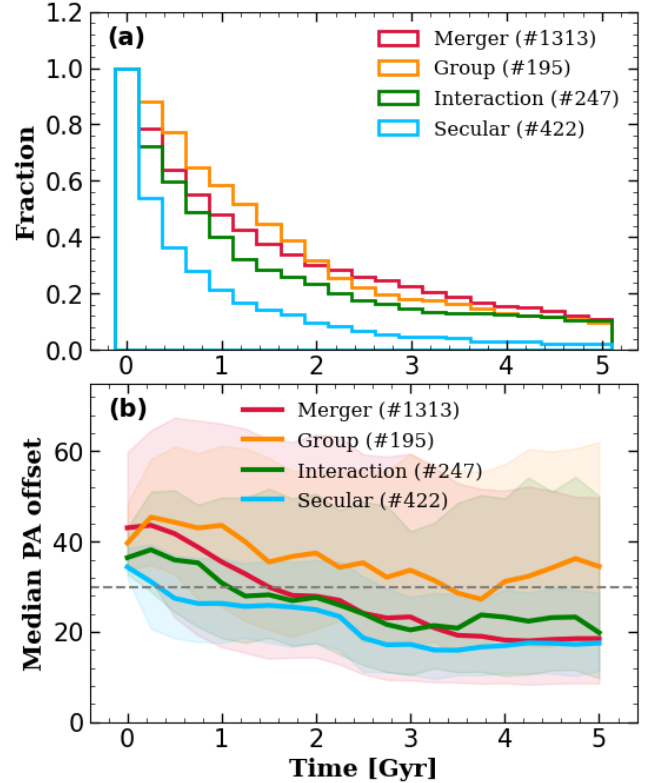 (a)
Merger (#1313)
Group (#195)
Interaction (#247)
Secular (#422)
Fraction
1.2
1.0
0.8
0.6
0.4
0.2
0.0
0 1 2 3 4 5
(b)
Merger (#1313)
Group (#195)
Interaction (#247)
Secular (#422)
Median PA offset
60
40
20
0
0 1 2 3 4 5
Time [Gyr]